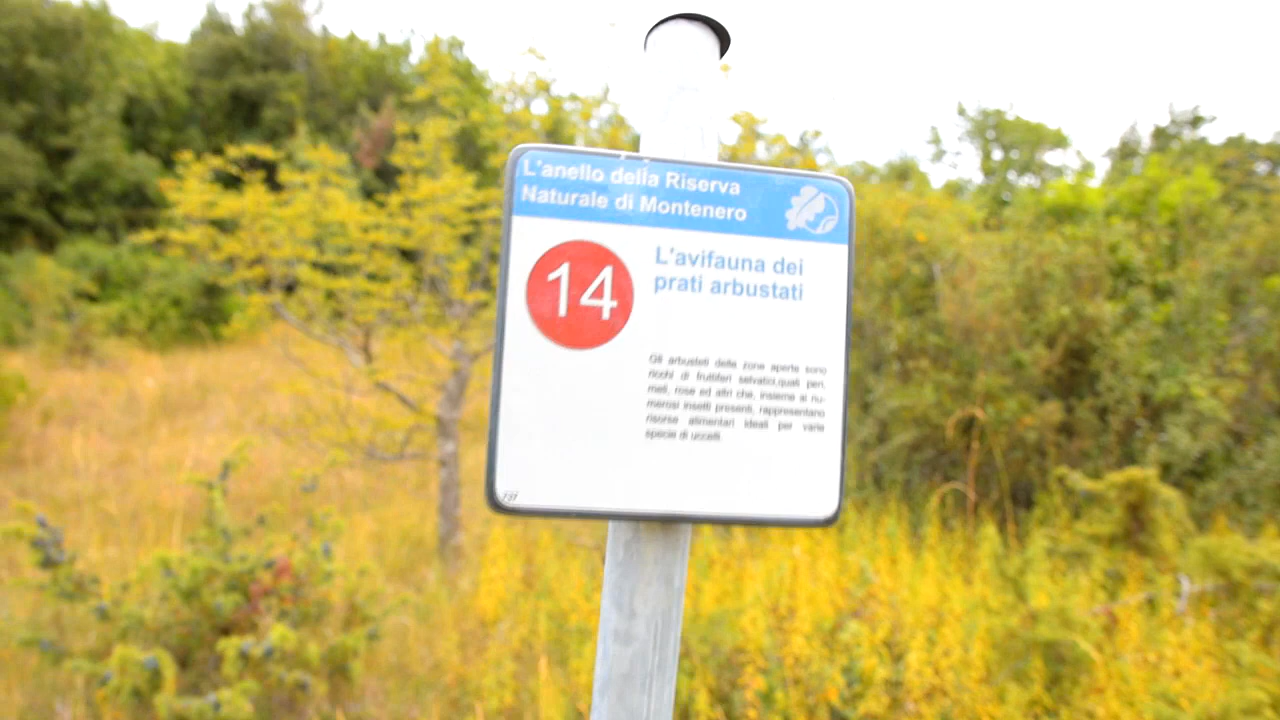 L'anello della Riserva
Naturale di Montenero
14
L'avifauna dei
prati arbustati
Gli arbusteti delle zone aperte sono
ricchi di fruttiferi selvatici,quali peri,
meli, rose ed altri che, insieme ai nu-
merosi insetti presenti, rappresentano
risorse alimentari ideali per varie
specie di uccelli.
737